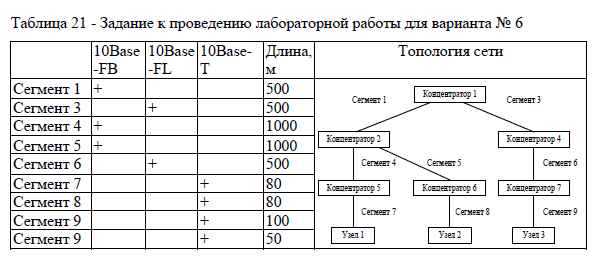 Таблица 21 - Задание к проведению лабораторной работы для варианта № 6
10Base-FB 10Base-FL 10Base-T Длина, м Топология сети
Сегмент 1 + 500
Сегмент 3 + 500
Сегмент 4 + 1000
Сегмент 5 + 1000
Сегмент 6 + 500
Сегмент 7 + 80
Сегмент 8 + 80
Сегмент 9 + 100
Сегмент 9 + 50
Концентратор 1
Сегмент 1 Сегмент 3
Концентратор 2 Концентратор 4
Сегмент 4 Сегмент 5 Сегмент 6
Концентратор 5 Концентратор 6 Концентратор 7
Сегмент 7 Сегмент 8 Сегмент 9
Узел 1 Узел 2 Узел 3